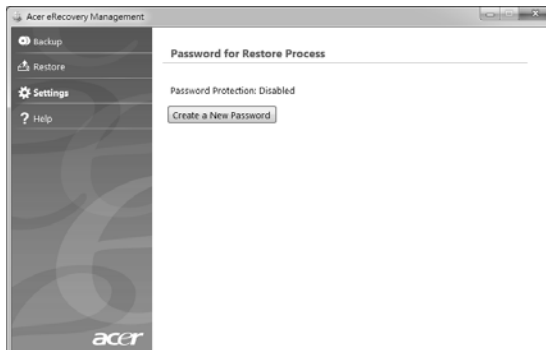 Acer eRecovery Management
Backup
Restore
Settings
Help
Password for Restore Process
Password Protection: Disabled
Create a New Password
acer